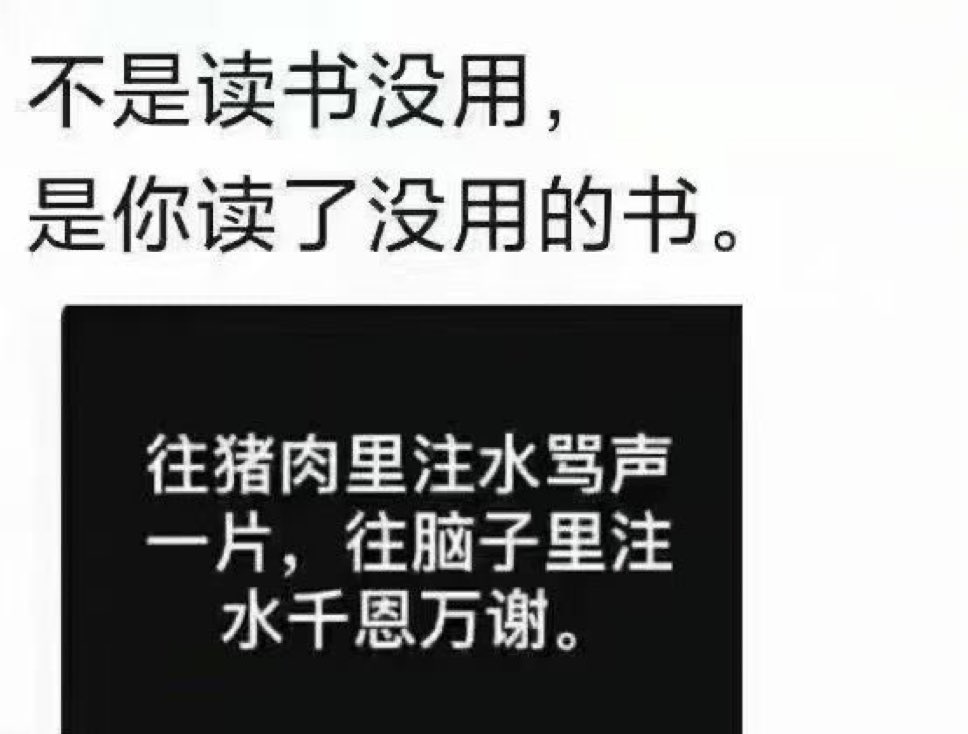 不是读书没用，
是你读了没用的书。
往猪肉里注水骂声
一片，往脑子里注
水千恩万谢。